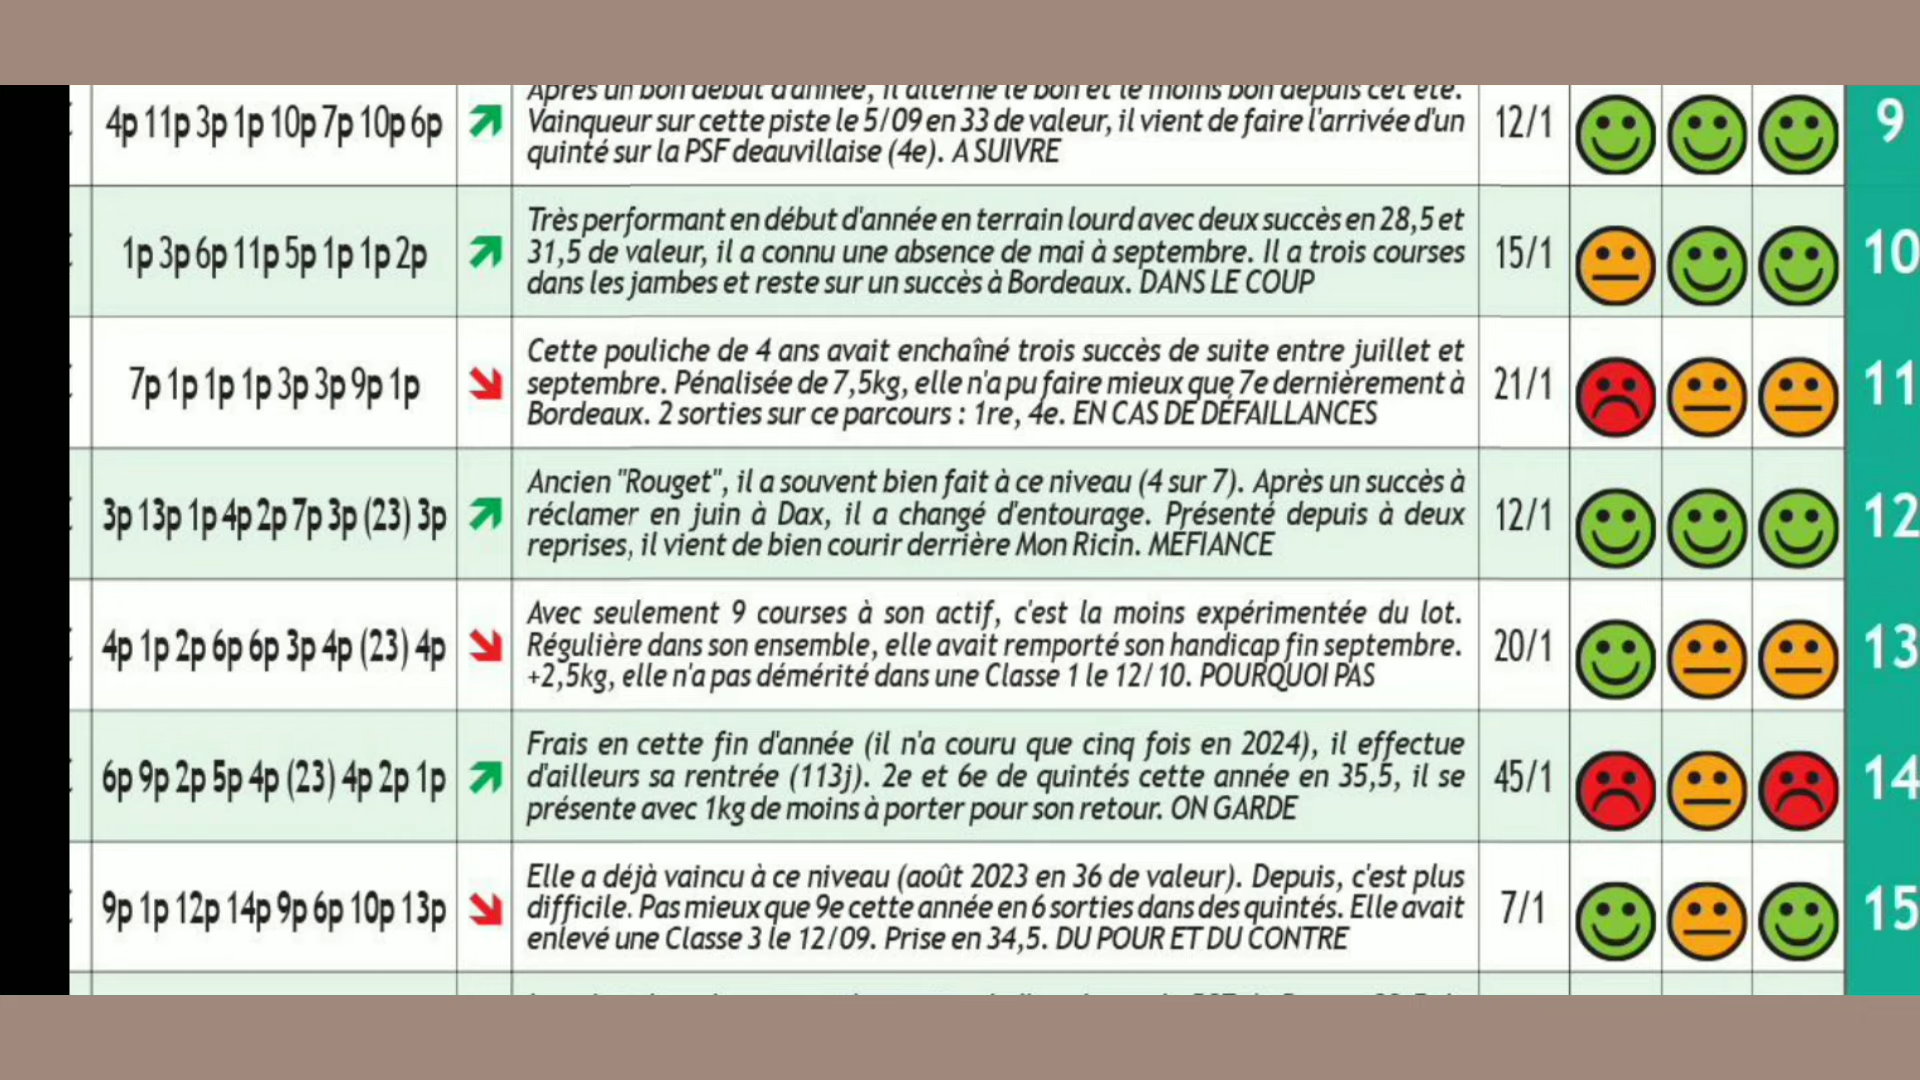 Après un bon début d'année, il alterne le bon et le moins bon depuis cet été.
4p 11p 3p 1p 10p 7p 10p 6p Vainqueur sur cette piste le 5/09 en 33 de valeur, il vient de faire l'arrivée d'un 12/1 9
quinté sur la PSF deauvillaise (4e). A SUIVRE
Très performant en début d'année en terrain lourd avec deux succès en 28,5 et
1p 3p 6p 11p 5p 1p 1p 2p 31,5 de valeur, il a connu une absence de mai à septembre. Il a trois courses 15/1 10
dans les jambes et reste sur un succès à Bordeaux. DANS LE COUP
Cette pouliche de 4 ans avait enchaîné trois succès de suite entre juillet et
7p 1p 1p 1p 3p 3p 9p 1p septembre. Pénalisée de 7,5kg, elle n'a pu faire mieux que 7e dernièrement à 21/1 11
Bordeaux. 2 sorties sur ce parcours : 1re, 4e. EN CAS DE DÉFAILLANCES
Ancien "Rouget", il a souvent bien fait à ce niveau (4 sur 7). Après un succès à
3p 13p 1p 4p 2p 7p 3p (23) 3p réclamer en juin à Dax, il a changé d'entourage. Présenté depuis à deux 12/1 12
reprises, il vient de bien courir derrière Mon Ricin. MÉFIANCE
Avec seulement 9 courses à son actif, c'est la moins expérimentée du lot.
4p 1p 2p 6p 6p 3p 4p (23) 4p Régulière dans son ensemble, elle avait remporté son handicap fin septembre. 20/1 13
+2,5kg, elle n'a pas démérité dans une Classe 1 le 12/10. POURQUOI PAS
Frais en cette fin d'année (il n'a couru que cinq fois en 2024), il effectue
6p 9p 2p 5p 4p (23) 4p 2p 1p d'ailleurs sa rentrée (113j). 2e et 6e de quintés cette année en 35,5, il se 45/1 14
présente avec 1kg de moins à porter pour son retour. ON GARDE
Elle a déjà vaincu à ce niveau (août 2023 en 36 de valeur). Depuis, c'est plus
9p 1p 12p 14p 9p 6p 10p 13p difficile. Pas mieux que 9e cette année en 6 sorties dans des quintés. Elle avait 7/1 15
enlevé une Classe 3 le 12/09. Prise en 34,5. DU POUR ET DU CONTRE